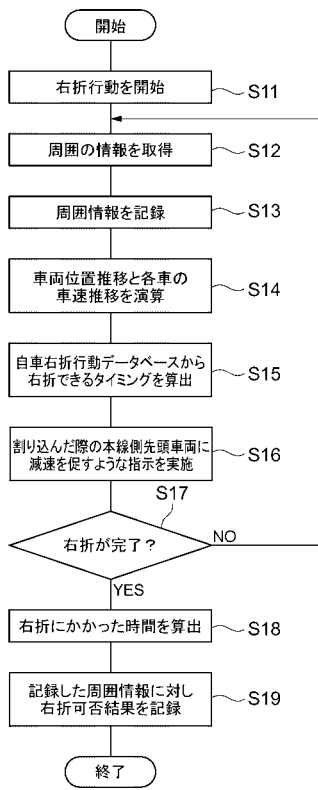 開始
右折行動を開始
S11
周囲の情報を取得
S12
周囲情報を記録
S13
車両位置推移と各車の
車速推移を演算
S14
自車右折行動データベースから
右折できるタイミングを算出
S15
割り込んだ際の本線側先頭車両に
減速を促すような指示を実施
S16
S17
右折が完了?
NO
YES
右折にかかった時間を算出
S18
記録した周囲情報に対し
右折可否結果を記録
S19
終了